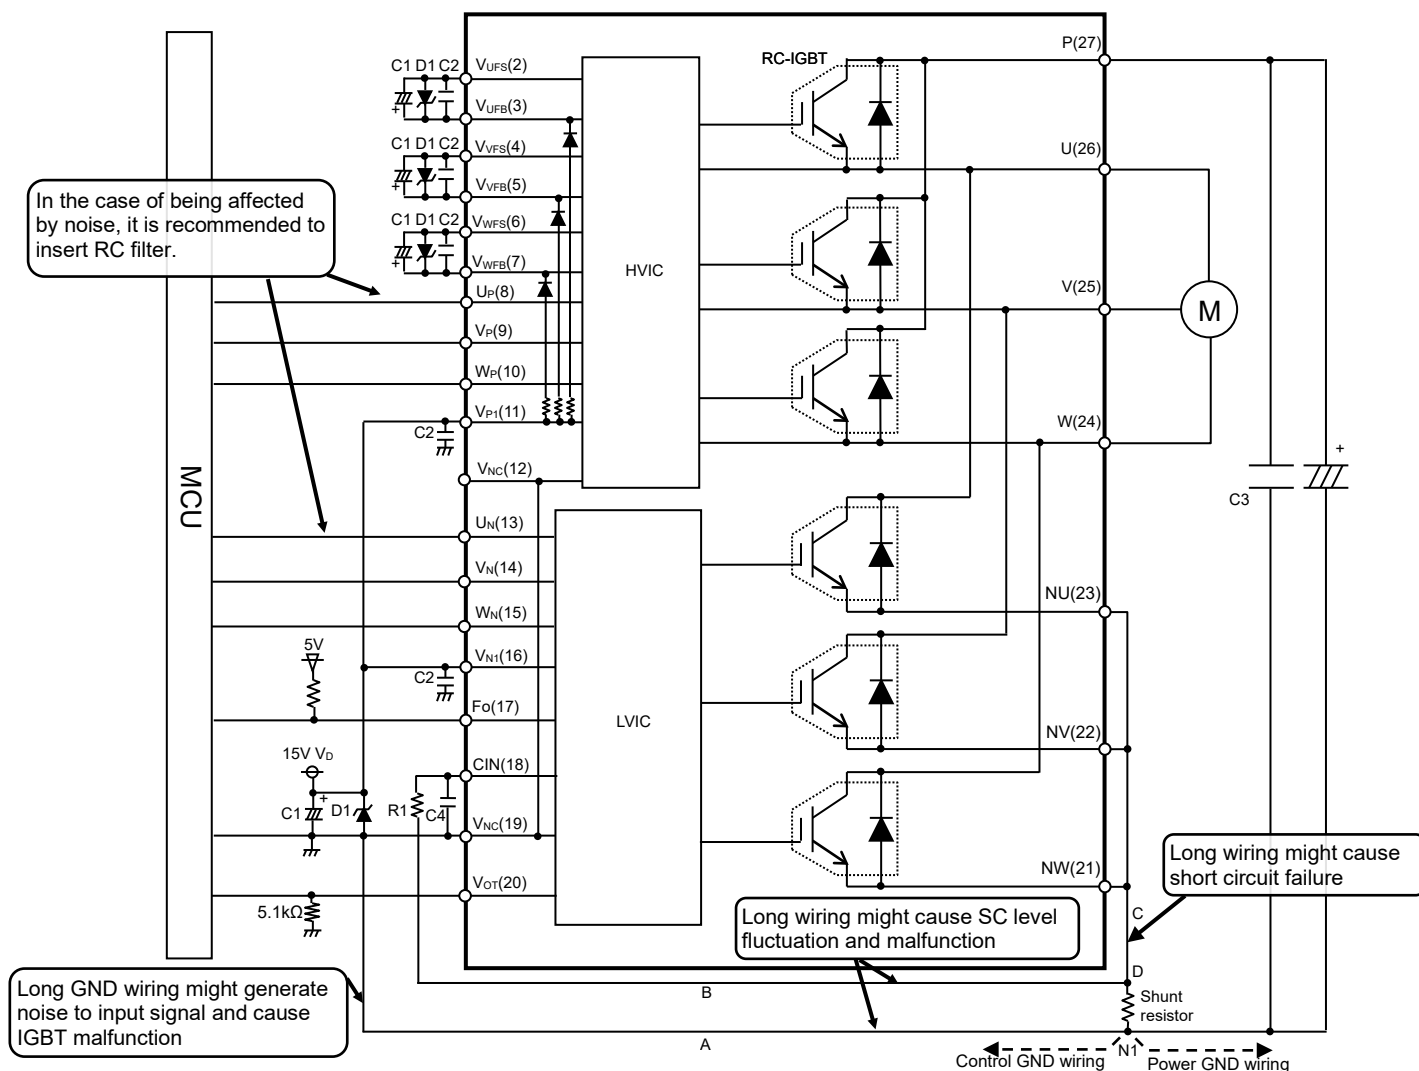 P(27)
RC-IGBT
C1 D1 C2
VUFS(2)
+
VUFB(3)
C1 D1 C2
VVFS(4)
+
VVFB(5)
U(26)
In the case of being affected
by noise, it is recommended to
insert RC filter.
C1 D1 C2
VWFS(6)
+
VWFB(7)
HVIC
UP(8)
V(25)
M
VP(9)
WP(10)
VP1(11)
C2
W(24)
MCU
VNC(12)
+
C3
UN(13)
VN(14)
NU(23)
WN(15)
5V
VN1(16)
C2
Fo(17)
LVIC
NV(22)
15V VD
CIN(18)
+
C1
D1
R1
C4
VNC(19)
Long wiring might cause
short circuit failure
NW(21)
VOT(20)
5.1kΩ
Long wiring might cause SC level
fluctuation and malfunction
C
D
Long GND wiring might generate
noise to input signal and cause
IGBT malfunction
B
Shunt
resistor
A
N1
Control GND wiring
Power GND wiring